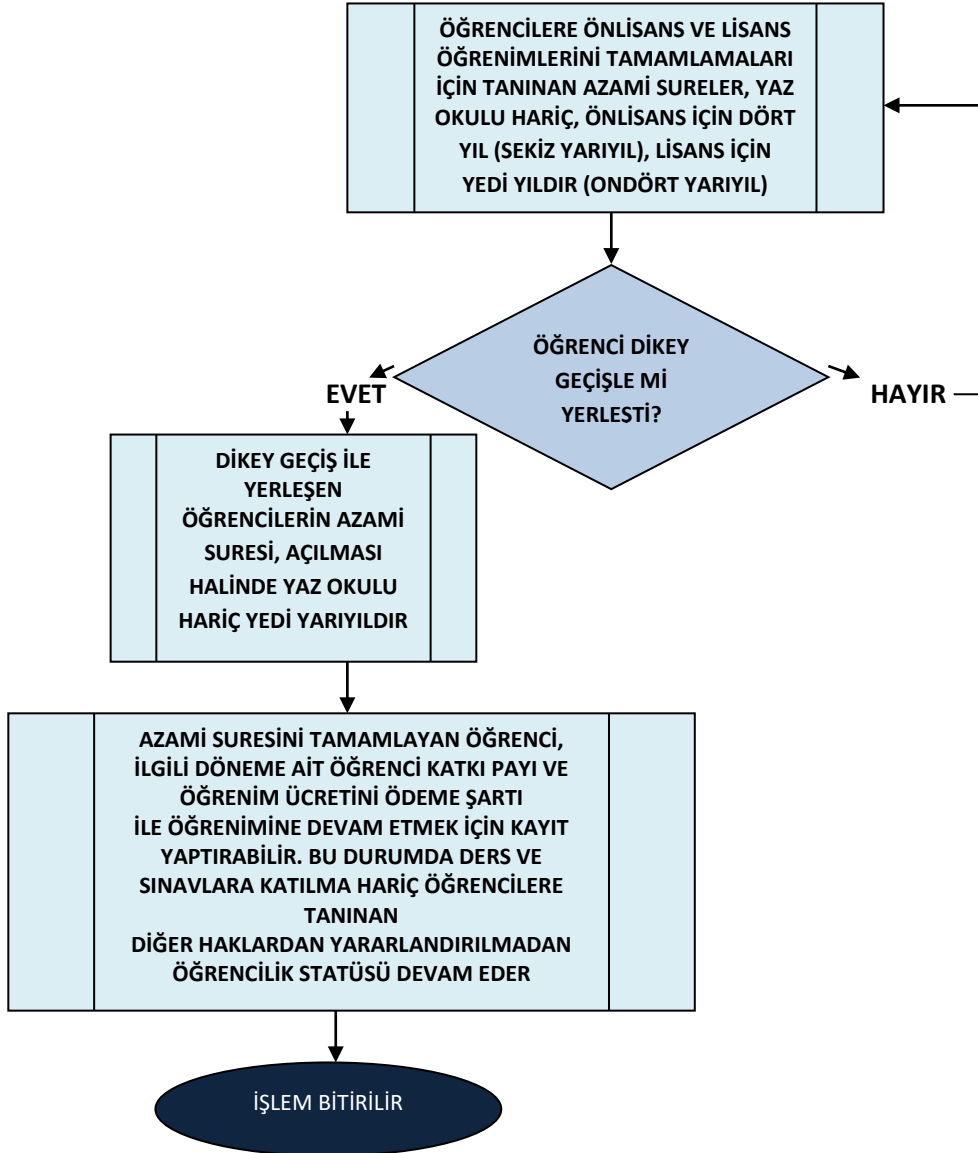 ÖĞRENCİLERE ÖNLİSANS VE LİSANS
ÖĞRENİMLERİNİ TAMAMLAMALARI
İÇİN TANINAN AZAMİ SURELER, YAZ
OKULU HARİÇ, ÖNLİSANS İÇİN DÖRT
YIL (SEKİZ YARIYIL), LİSANS İÇİN
YEDİ YILDIR (ONDÖRT YARIYIL)
ÖĞRENCİ DİKEY
GEÇİŞLE Mİ
YERLEŞTİ?
EVET
HAYIR
DİKEY GEÇİŞ İLE
YERLEŞEN
ÖĞRENCİLERİN AZAMİ
SURESİ, AÇILMASI
HALİNDE YAZ OKULU
HARİÇ YEDİ YARIYILDIR
AZAMİ SURESİNİ TAMAMLAYAN ÖĞRENCİ,
İLGİLİ DÖNEME AİT ÖĞRENCİ KATKI PAYI VE
ÖĞRENİM ÜCRETİNİ ÖDEME ŞARTI
İLE ÖĞRENİMİNE DEVAM ETMEK İÇİN KAYIT
YAPTIRABİLİR. BU DURUMDA DERS VE
SINAVLARA KATILMA HARİÇ ÖĞRENCİLERE
TANINAN
DİĞER HAKLARDAN YARARLANDIRILMADAN
ÖĞRENCİLİK STATÜSÜ DEVAM EDER
İŞLEM BİTİRİLİR